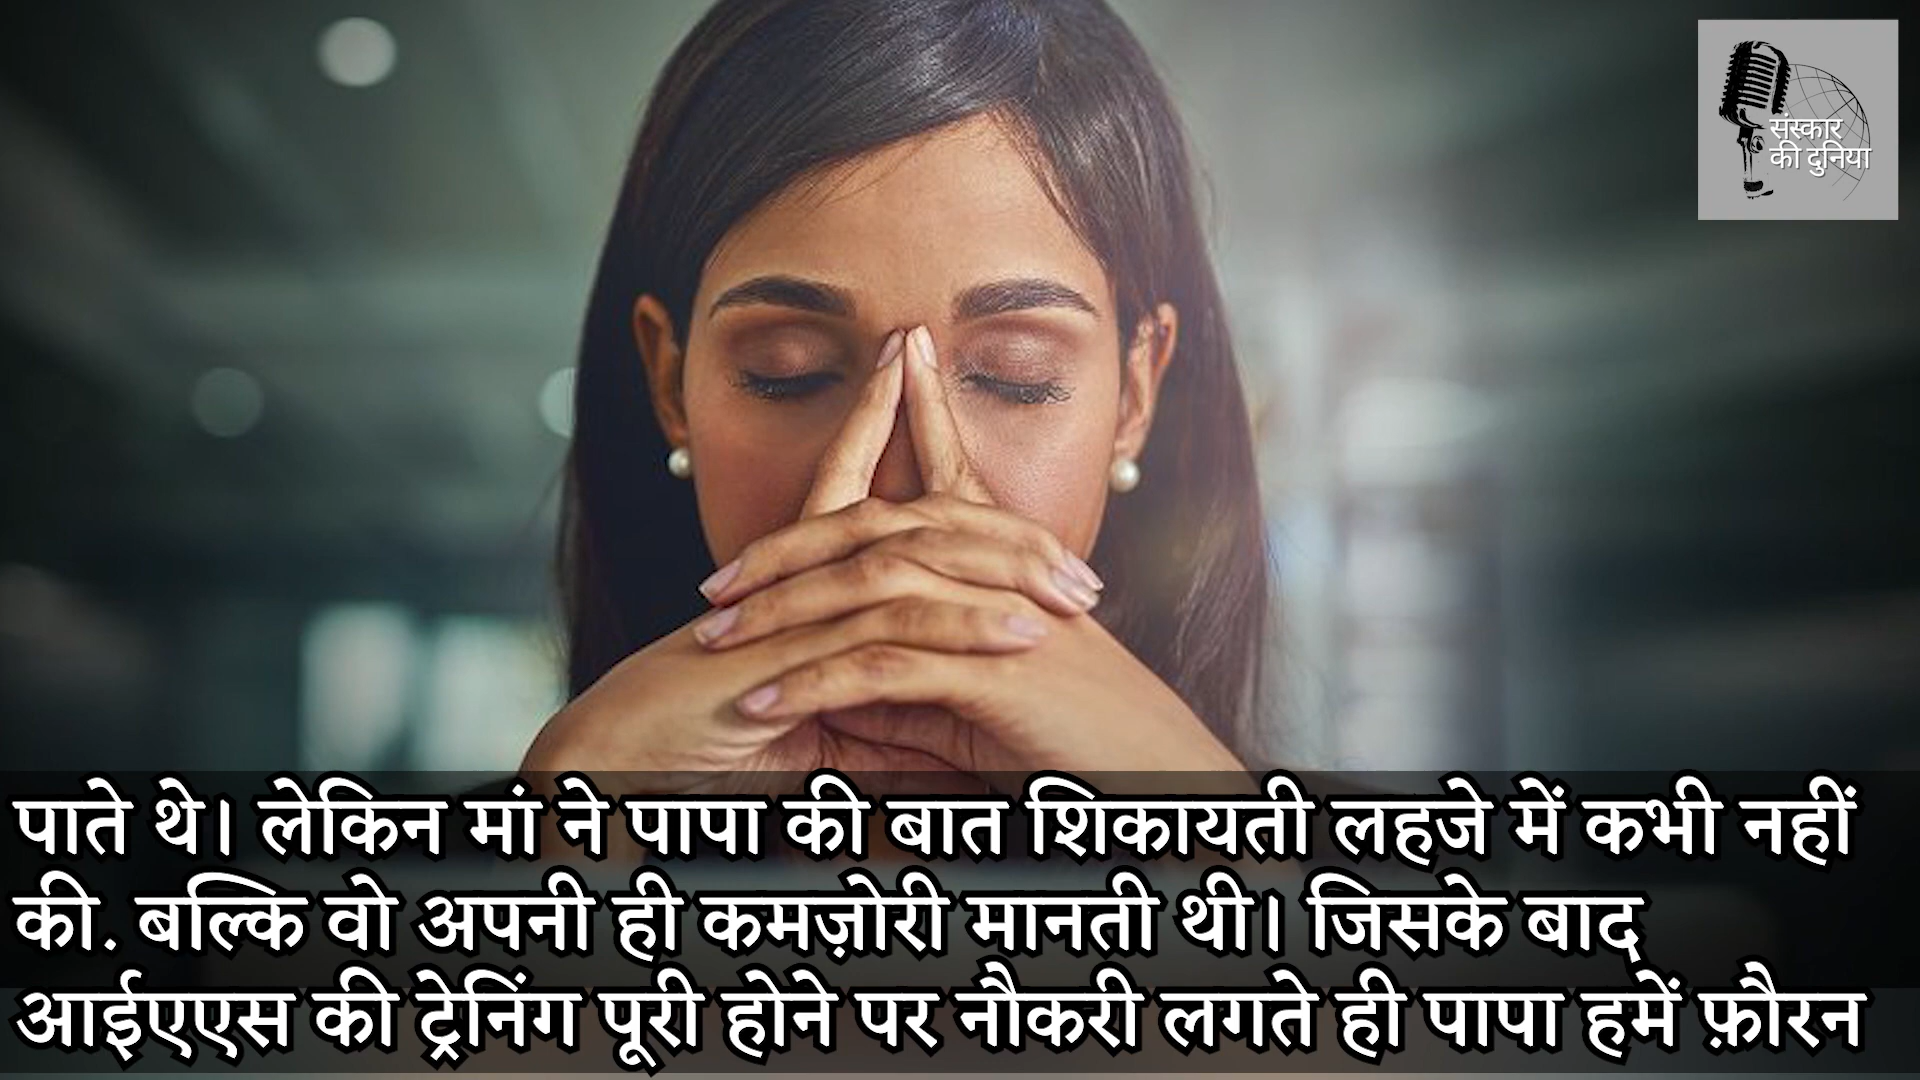 संस्कार
की दुनिया
पाते थे। लेकिन मां ने पापा की बात शिकायती लहजे में कभी नहीं
की. बल्कि वो अपनी ही कमज़ोरी मानती थी। जिसके बाद
आईएएस की ट्रेनिंग पूरी होने पर नौकरी लगते ही पापा हमें फ़ौरन